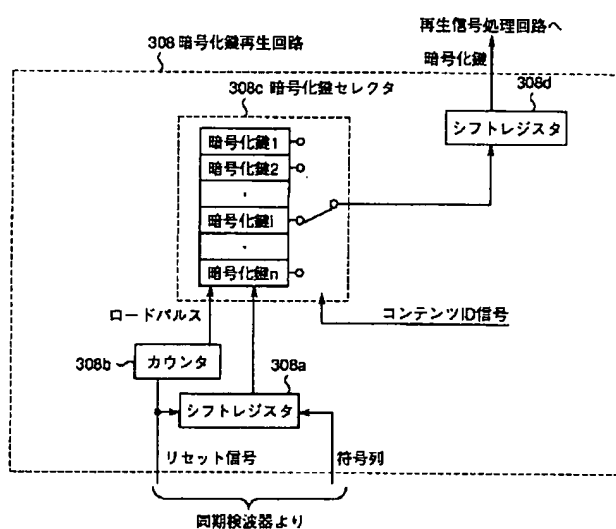 再生信号処理回路へ
308 暗号化鍵再生回路
暗号化鍵
308c 暗号化鍵セレクタ
308d
シフトレジスタ
暗号化鍵1
暗号化鍵2
・
暗号化鍵i
・
暗号化鍵n
ロードパルス
コンテンツID信号
308b
カウンタ
308a
シフトレジスタ
リセット信号
符号列
同期検波器より